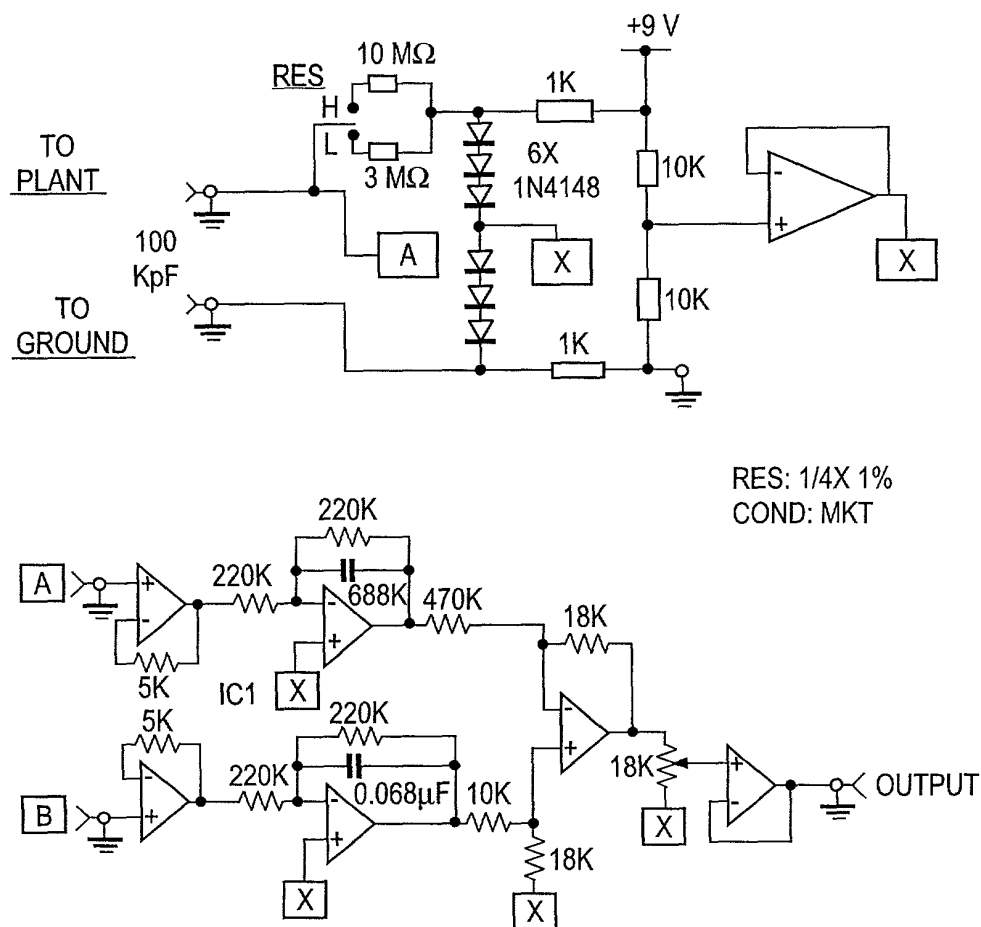 +9 V
10 MΩ
RES
H
L
3 MΩ
1K
TO
PLANT
6X
1N4148
10K
-
+
A
X
X
100
KpF
10K
TO
GROUND
1K
RES: 1/4X 1%
COND: MKT
220K
A
+
-
220K
688K
-
+
470K
18K
5K
IC1
X
5K
220K
-
+
18K
+
-
OUTPUT
B
-
+
220K
0.068µF
-
+
10K
X
18K
X
X